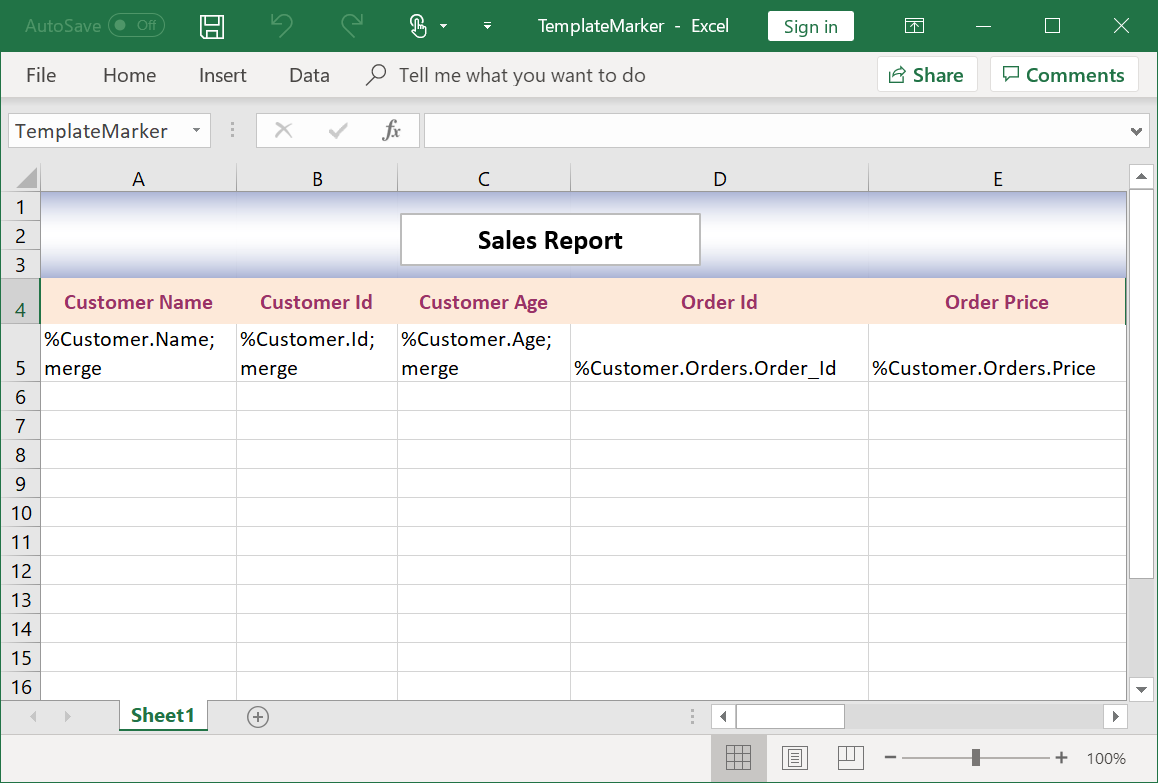 AutoSave Off TemplateMarker - Excel Sign in
File Home Insert Data Tell me what you want to do Share Comments
TemplateMarker fx
A B C D E
1
2 Sales Report
3
4 Customer Name Customer Id Customer Age Order Id Order Price
%Customer.Name; %Customer.Id; %Customer.Age;
5 merge merge merge %Customer.Orders.Order_Id %Customer.Orders.Price
6
7
8
9
10
11
12
13
14
15
16
Sheet1
100%